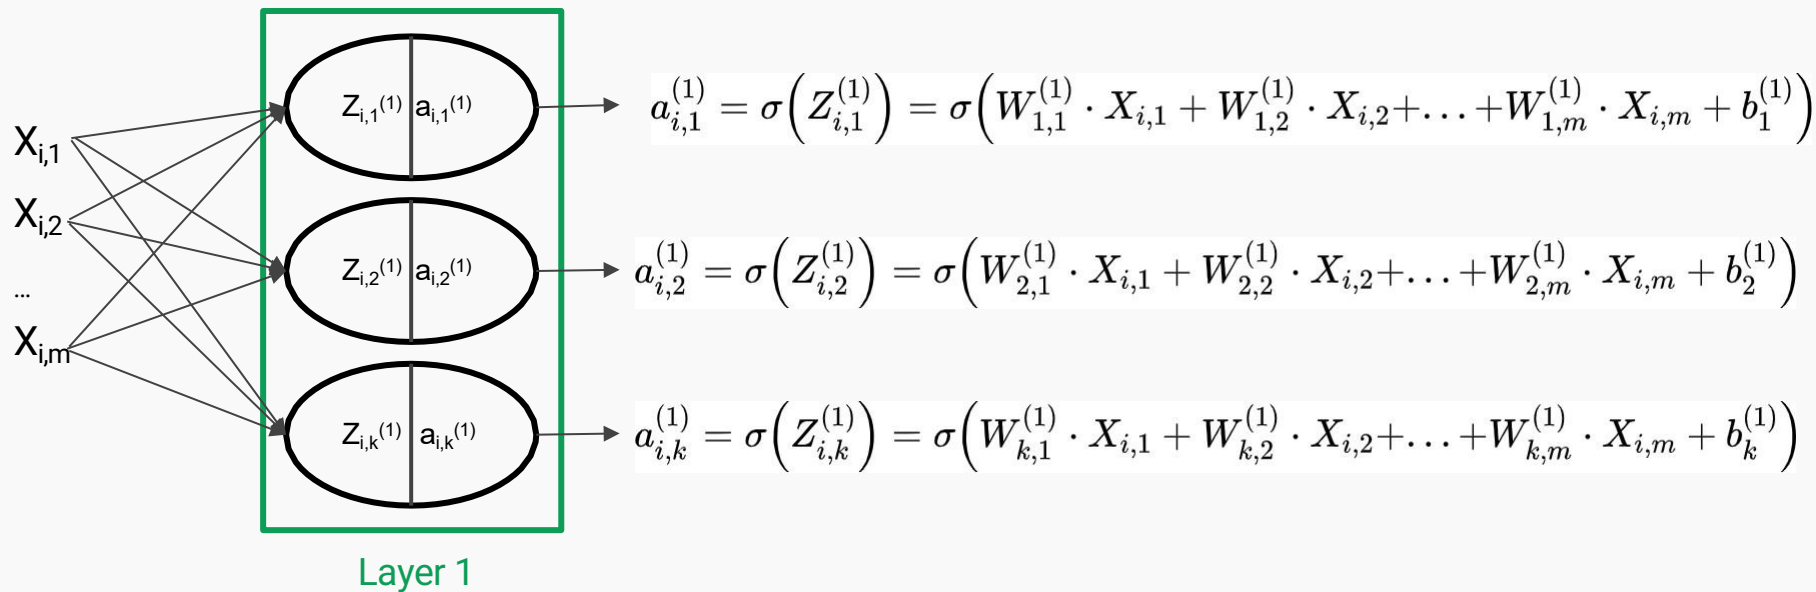 X_{i,1}
X_{i,2}
...
X_{i,m}
Z_{i,1}^{(1)} a_{i,1}^{(1)}
a_{i,1}^{(1)} = σ(Z_{i,1}^{(1)}) = σ(W_{1,1}^{(1)} · X_{i,1} + W_{1,2}^{(1)} · X_{i,2}+...+W_{1,m}^{(1)} · X_{i,m} + b_1^{(1)})
Z_{i,2}^{(1)} a_{i,2}^{(1)}
a_{i,2}^{(1)} = σ(Z_{i,2}^{(1)}) = σ(W_{2,1}^{(1)} · X_{i,1} + W_{2,2}^{(1)} · X_{i,2}+...+W_{2,m}^{(1)} · X_{i,m} + b_2^{(1)})
Z_{i,k}^{(1)} a_{i,k}^{(1)}
a_{i,k}^{(1)} = σ(Z_{i,k}^{(1)}) = σ(W_{k,1}^{(1)} · X_{i,1} + W_{k,2}^{(1)} · X_{i,2}+...+W_{k,m}^{(1)} · X_{i,m} + b_k^{(1)})
Layer 1